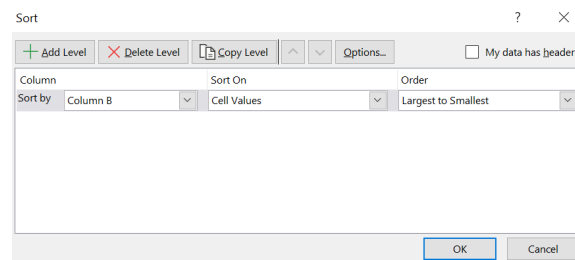 Sort ?
Add Level Delete Level Copy Level Options... My data has header
Column Sort On Order
Sort by Column B Cell Values Largest to Smallest
OK Cancel